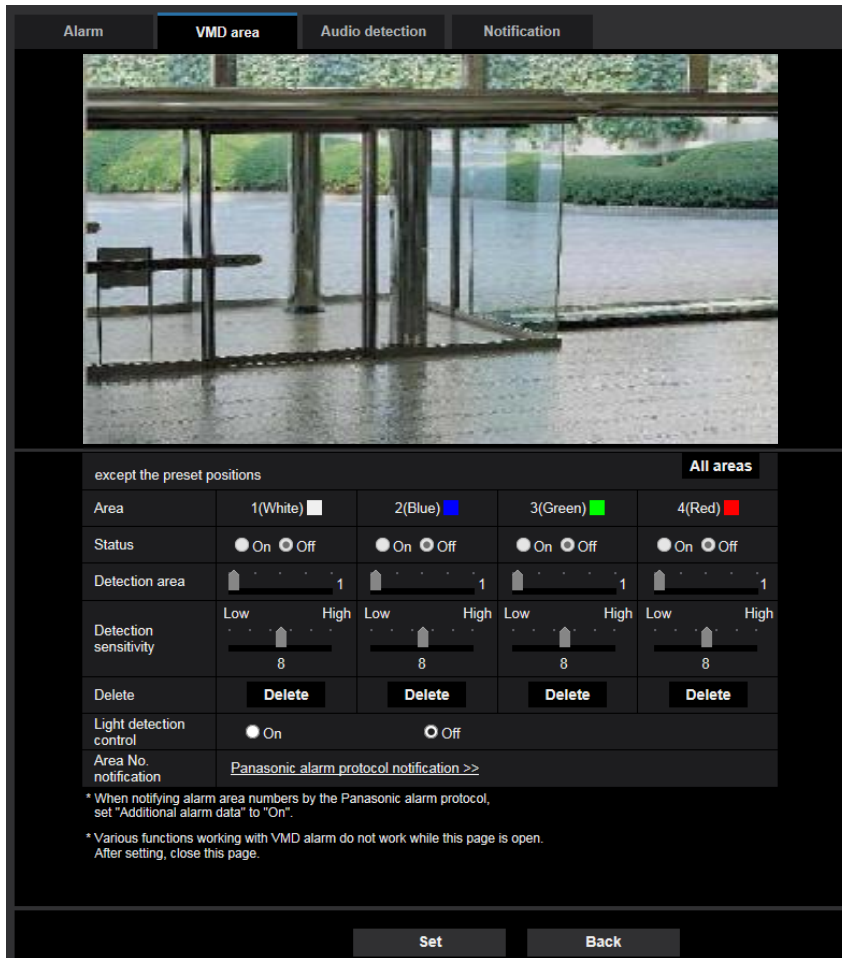 Alarm VMD area Audio detection Notification
All areas
except the preset positions
Area 1(White) 2(Blue) 3(Green) 4(Red)
Status On Off On Off On Off On Off
Detection area 1 1 1 1
Low High Low High Low High Low High
Detection
sensitivity
8 8 8 8
Delete Delete Delete Delete Delete
Light detection
control On Off
Area No.
notification Panasonic alarm protocol notification >>
* When notifying alarm area numbers by the Panasonic alarm protocol,
set "Additional alarm data" to "On".
* Various functions working with VMD alarm do not work while this page is open.
After setting, close this page.
Set Back